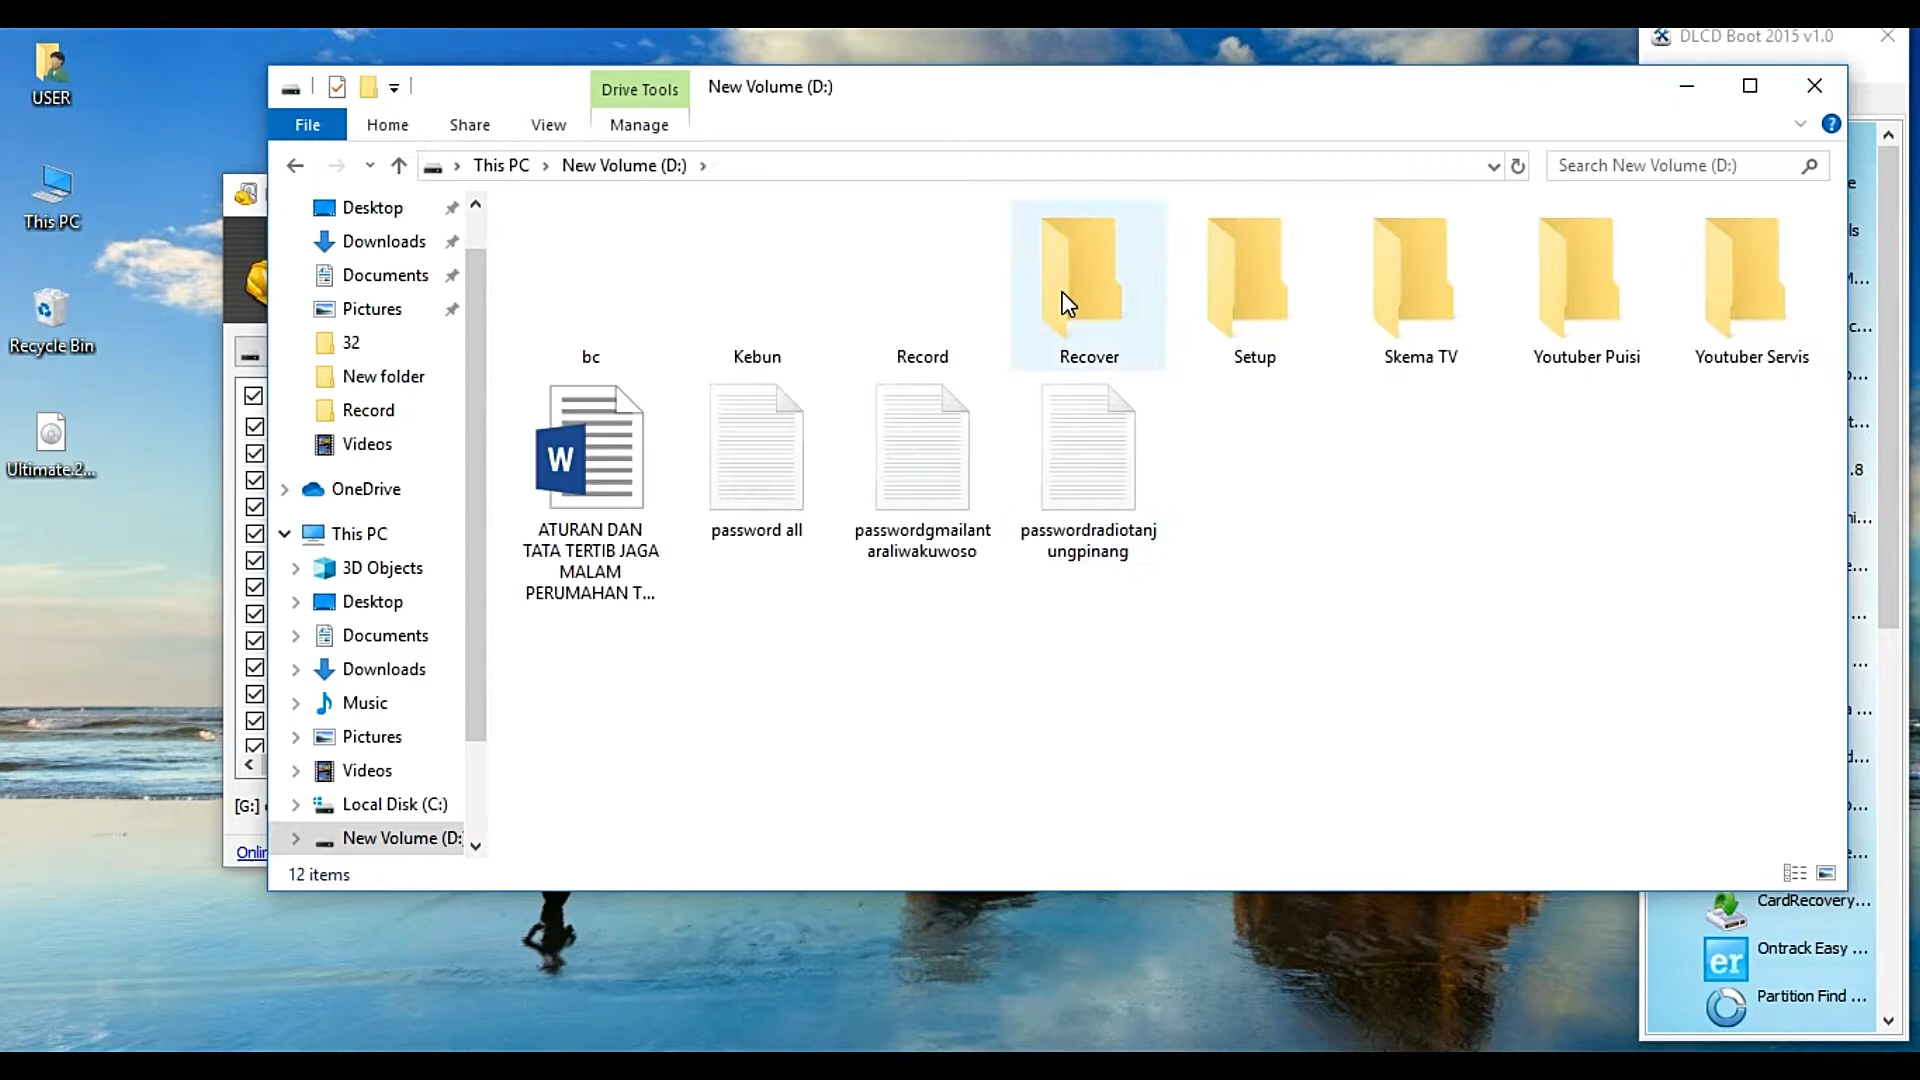 DLCD Boot 2015 v1.0
USER
This PC
Recycle Bin
Ultimate.2...
Drive Tools
New Volume (D:)
File
Home
Share
View
Manage
This PC
New Volume (D:)
Search New Volume (D:)
Desktop
Downloads
Documents
Pictures
32
New folder
Record
Videos
OneDrive
This PC
3D Objects
Desktop
Documents
Downloads
Music
Pictures
Videos
Local Disk (C:)
New Volume (D:
12 items
bc
Kebun
Record
Recover
Setup
Skema TV
Youtuber Puisi
Youtuber Servis
W
ATURAN DAN
TATA TERTIB JAGA
MALAM
PERUMAHAN T...
password all
passwordgmailant
araliwakuwoso
passwordradiotanj
ungpinang
[G:]
Onlin
CardRecovery...
er
Ontrack Easy ...
Partition Find ...